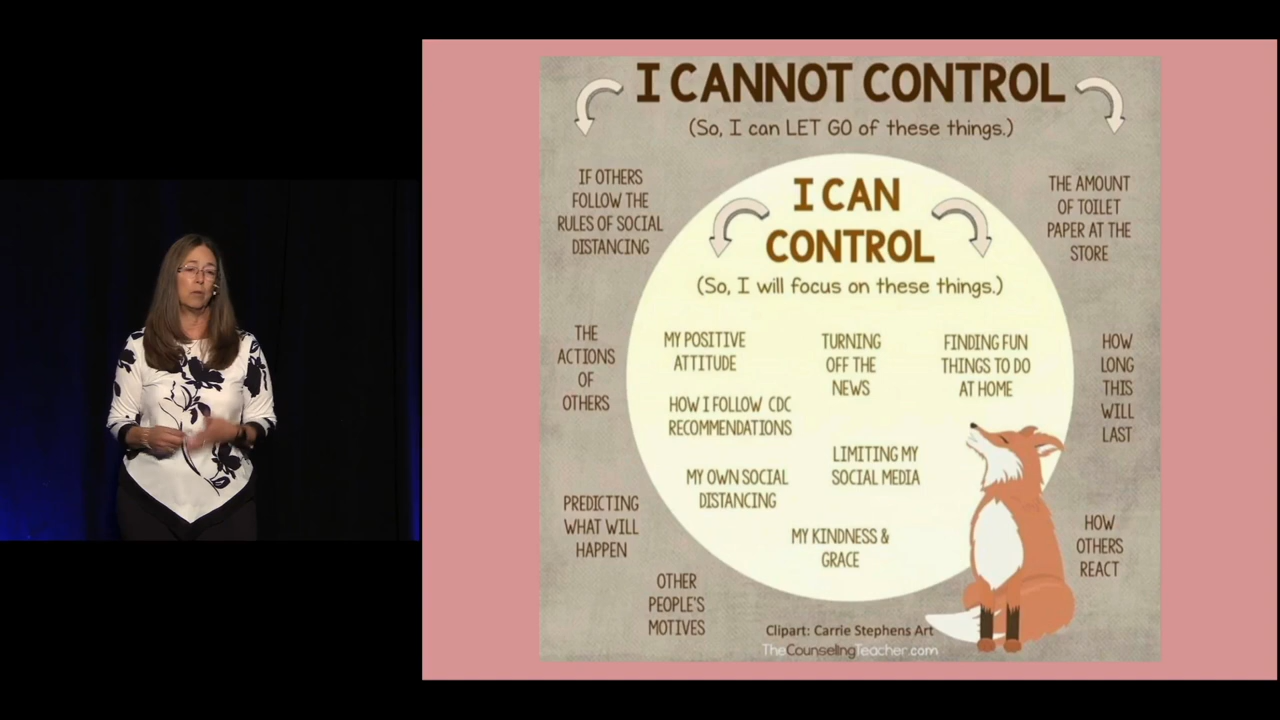 I CANNOT CONTROL
(So, I can LET GO of these things.)
IF OTHERS
FOLLOW THE
RULES OF SOCIAL
DISTANCING
THE AMOUNT
OF TOILET
PAPER AT THE
STORE
I CAN
CONTROL
(So, I will focus on these things.)
THE
ACTIONS
OF
OTHERS
MY POSITIVE
ATTITUDE
TURNING
OFF THE
NEWS
FINDING FUN
THINGS TO DO
AT HOME
HOW
LONG
THIS
WILL
LAST
HOW I FOLLOW CDC
RECOMMENDATIONS
LIMITING MY
SOCIAL MEDIA
MY OWN SOCIAL
DISTANCING
PREDICTING
WHAT WILL
HAPPEN
MY KINDNESS &
GRACE
HOW
OTHERS
REACT
OTHER
PEOPLE'S
MOTIVES
Clipart: Carrie Stephens Art
TheCounselingTeacher.com